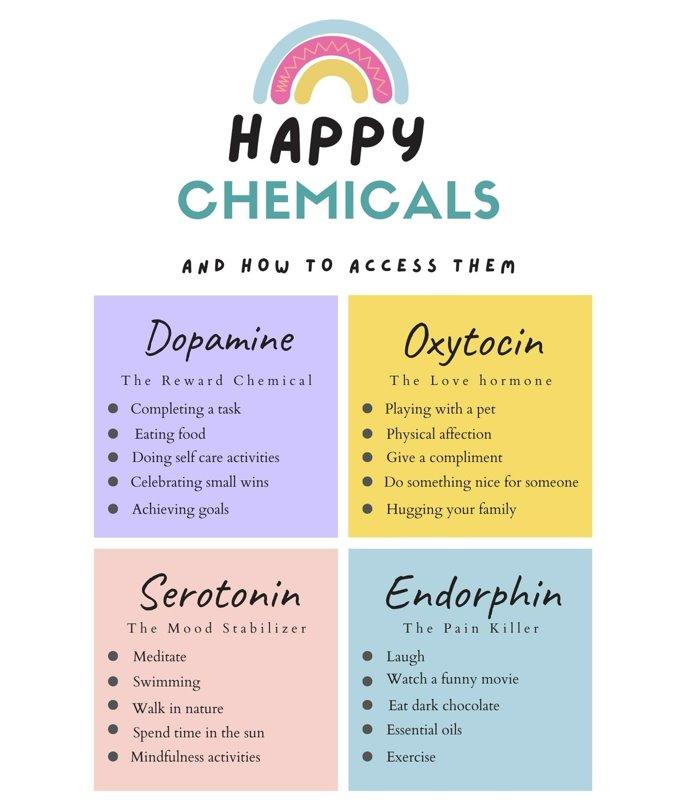 HAPPY
CHEMICALS
AND HOW TO ACCESS THEM
Dopamine
The Reward Chemical
Completing a task
Eating food
Doing self care activities
Celebrating small wins
Achieving goals
Oxytocin
The Love hormone
Playing with a pet
Physical affection
Give a compliment
Do something nice for someone
Hugging your family
Serotonin
The Mood Stabilizer
Meditate
Swimming
Walk in nature
Spend time in the sun
Mindfulness activities
Endorphin
The Pain Killer
Laugh
Watch a funny movie
Eat dark chocolate
Essential oils
Exercise